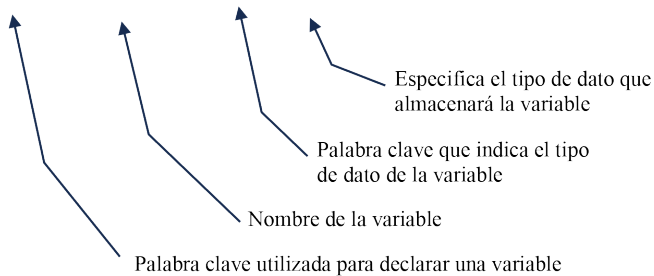 Especifica el tipo de dato que
almacenará la variable
Palabra clave que indica el tipo
de dato de la variable
Nombre de la variable
Palabra clave utilizada para declarar una variable